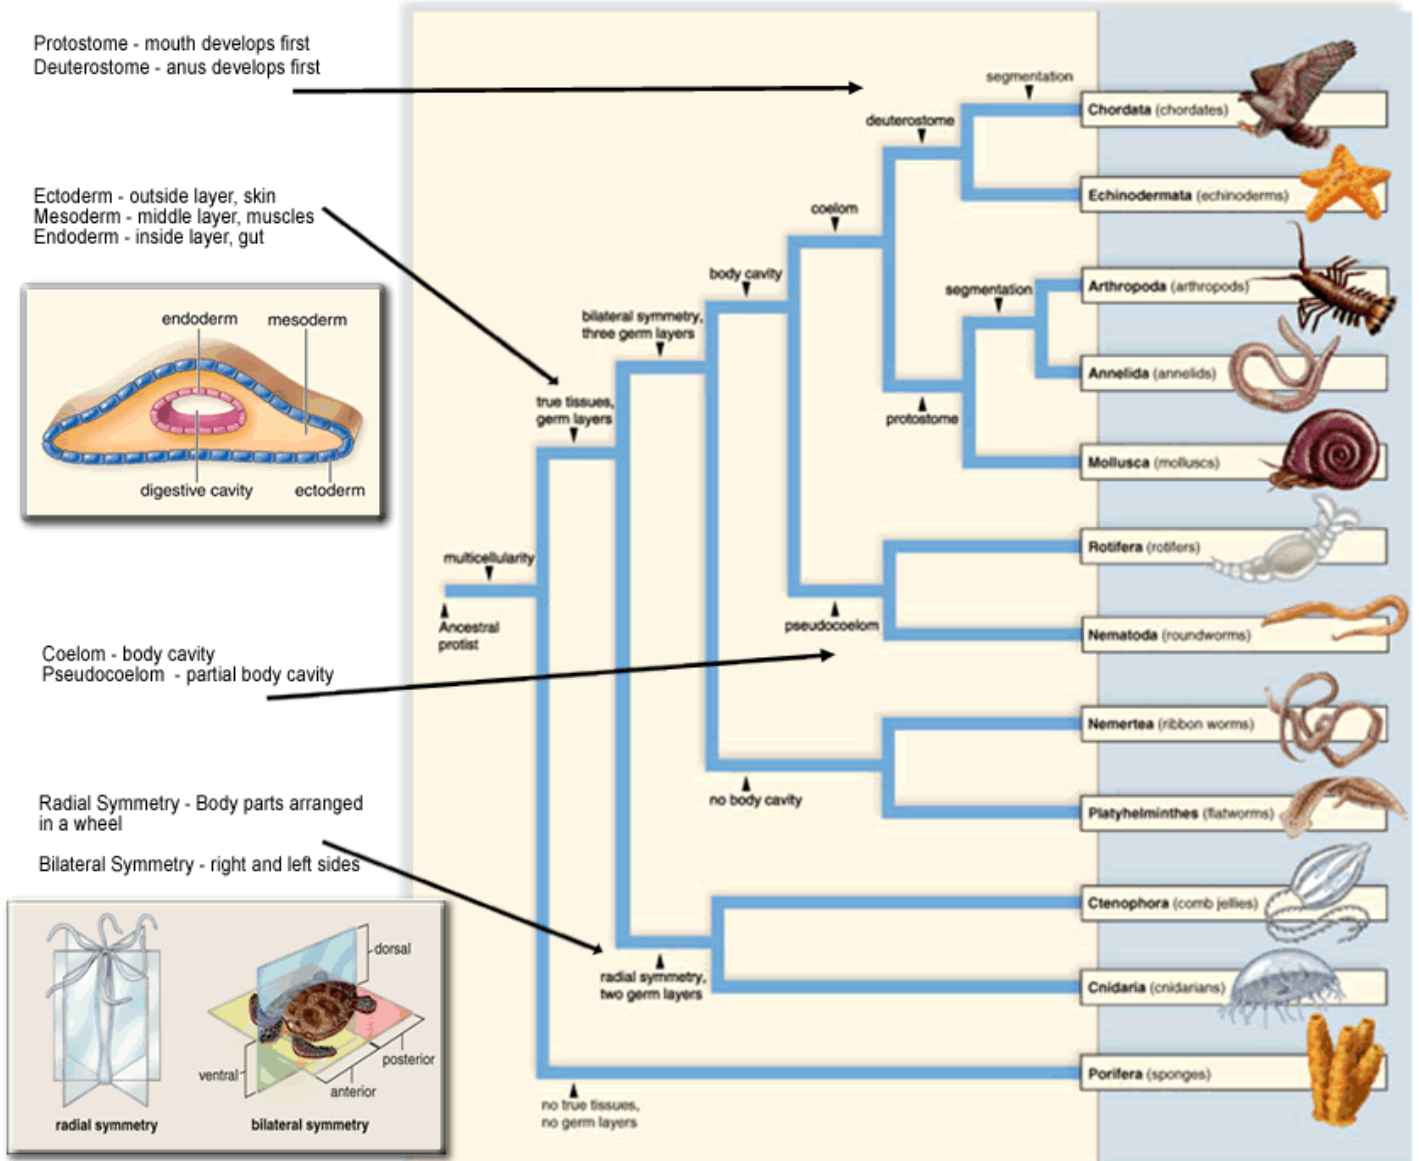 Protostome - mouth develops first
Deuterostome - anus develops first
Ectoderm - outside layer, skin
Mesoderm - middle layer, muscles
Endoderm - inside layer, gut
endoderm
mesoderm
digestive cavity
ectoderm
Coelom - body cavity
Pseudocoelom - partial body cavity
Radial Symmetry - Body parts arranged
in a wheel
Bilateral Symmetry - right and left sides
dorsal
ventral
posterior
anterior
radial symmetry
bilateral symmetry
segmentation
deuterostome
coelom
body cavity
segmentation
bilateral symmetry,
three germ layers
true tissues,
germ layers
protostome
multicellularity
Ancestral
protist
pseudocoelom
no body cavity
radial symmetry,
two germ layers
no true tissues,
no germ layers
Chordata (chordates)
Echinodermata (echinoderms)
Arthropoda (arthropods)
Annelida (annelids)
Mollusca (molluscs)
Rotifera (rotifers)
Nematoda (roundworms)
Nemertea (ribbon worms)
Platyhelminthes (flatworms)
Ctenophora (comb jellies)
Cnidaria (cnidarians)
Porifera (sponges)